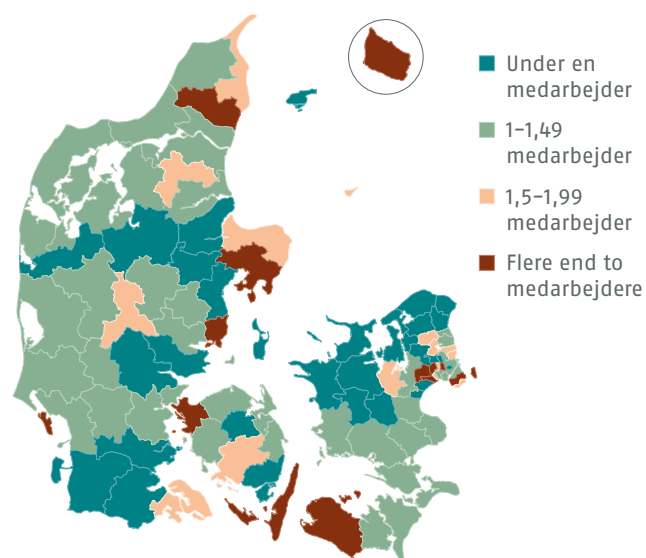 Under en
medarbejder
1–1,49
medarbejder
1,5–1,99
medarbejder
Flere end to
medarbejdere